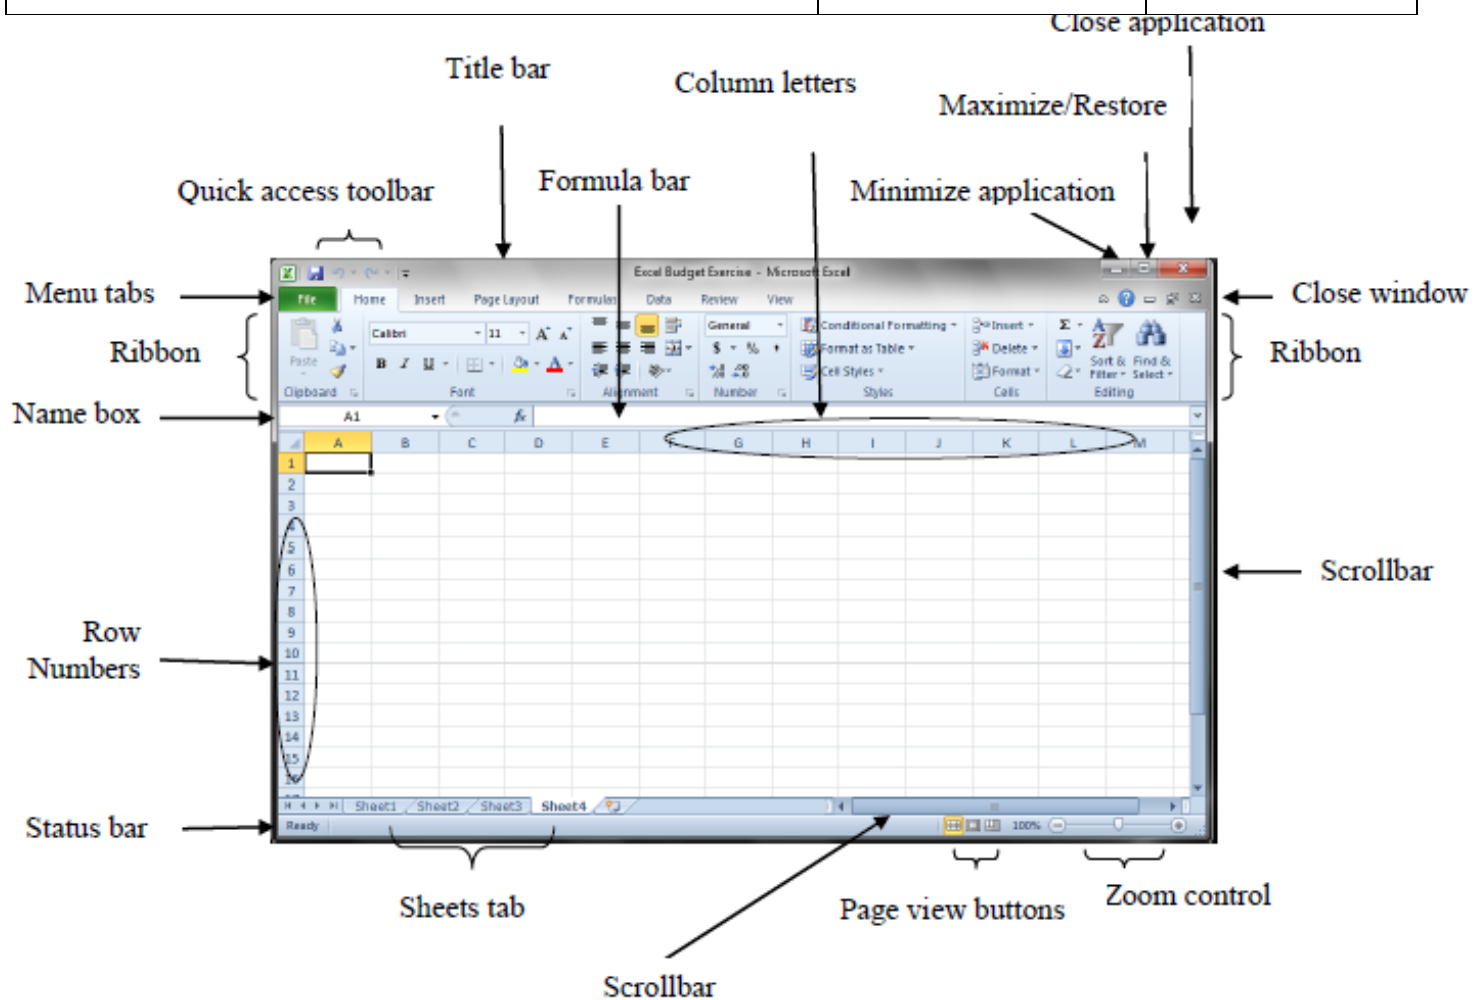 Close application
Title bar
Column letters
Maximize/Restore
Quick access toolbar
Formula bar
Minimize application
Excel Budget Exercise - Microsoft Excel
Menu tabs
File Home Insert Page Layout Formulas Data Review View
Close window
Ribbon
Calibri 11
General
Conditional Formatting
Insert
Σ
Paste
B I U
A
$ % ,
Format as Table
Delete
Sort & Filter
Find & Select
Cell Styles
Format
Clipboard Font Alignment Number Styles Cells Editing
Ribbon
Name box
A1
fx
A B C D E F G H I J K L M
1
2
3
4
5
6
7
8
9
10
11
12
13
14
15
16
Scrollbar
Row
Numbers
Sheet1 Sheet2 Sheet3 Sheet4
Status bar
Ready
100%
Sheets tab
Page view buttons
Zoom control
Scrollbar